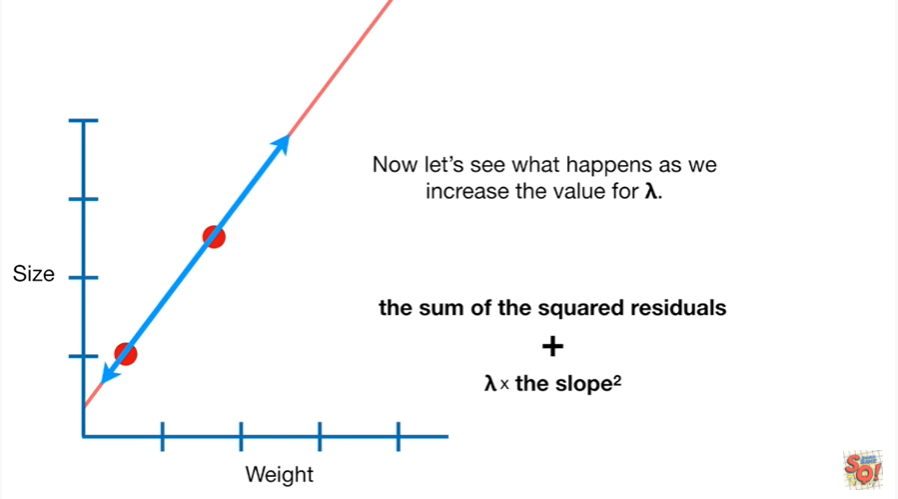 Now let's see what happens as we
increase the value for λ.
Size
the sum of the squared residuals
+
λ x the slope²
Weight
SQ!